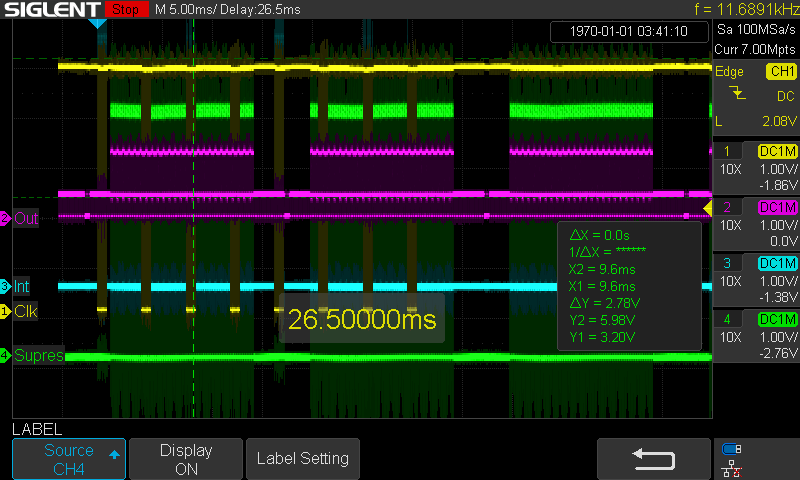 SIGLENT Stop M 5.00ms/ Delay:26.5ms f = 11.6891kHz
1970-01-01 03:41:10
Sa 100MSa/s
Curr 7.00Mpts
Edge CH1
DC
L 2.08V
1 DC1M
10X 1.00V/
-1.86V
2 DC1M
10X 1.00V/
0.0V
3 DC1M
10X 1.00V/
-1.38V
4 DC1M
10X 1.00V/
-2.76V
2 Out
3 Int
1 Clk
4 Supres
ΔX = 0.0s
1/ΔX = ******
X2 = 9.6ms
X1 = 9.6ms
ΔY = 2.78V
Y2 = 5.98V
Y1 = 3.20V
26.50000ms
LABEL
Source
CH4
Display
ON
Label Setting